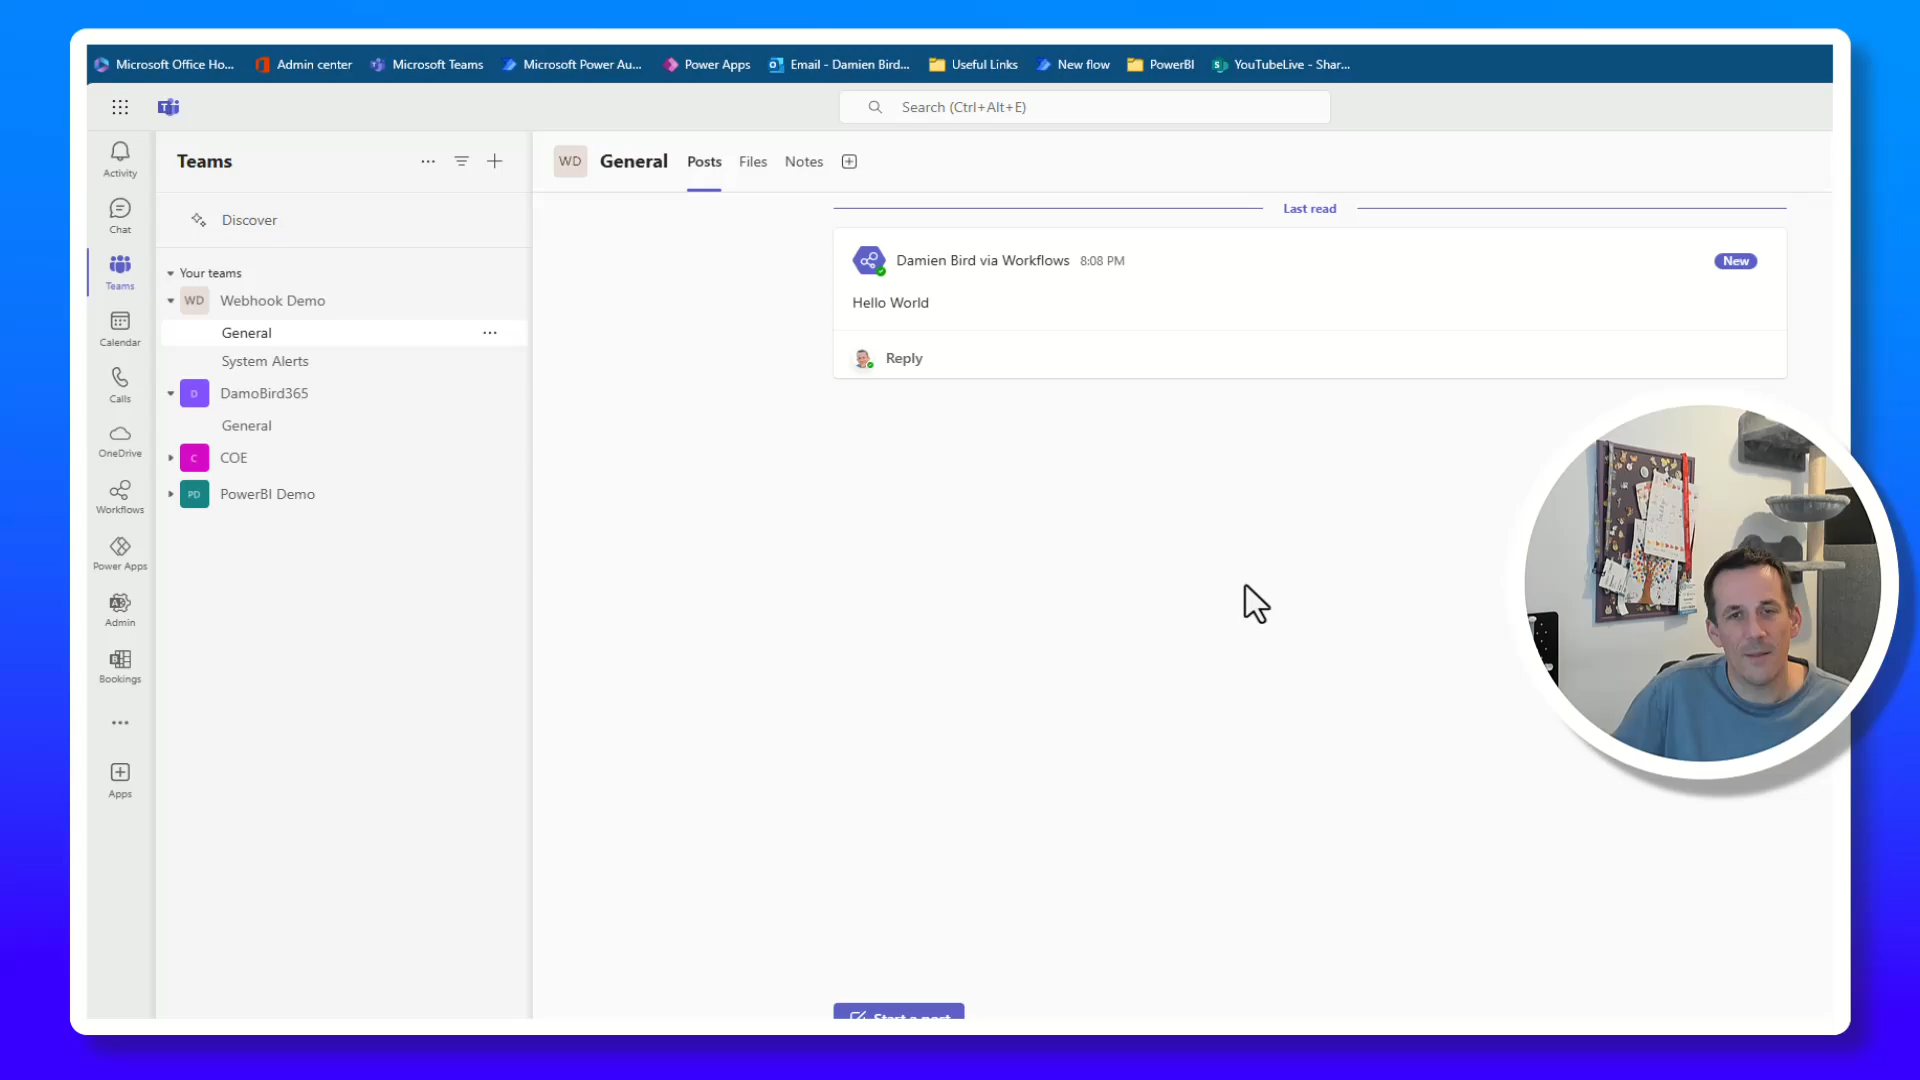 Microsoft Office Ho...
Admin center
Microsoft Teams
Microsoft Power Au...
Power Apps
Email - Damien Bird...
Useful Links
New flow
PowerBI
YouTubeLive - Shar...
Search (Ctrl+Alt+E)
Activity
Chat
Teams
Calendar
Calls
OneDrive
Workflows
Power Apps
Admin
Bookings
Apps
Teams
Discover
Your teams
WD Webhook Demo
General
System Alerts
D DamoBird365
General
C COE
PD PowerBI Demo
WD General Posts Files Notes
Last read
Damien Bird via Workflows 8:08 PM New
Hello World
Reply
Start a post